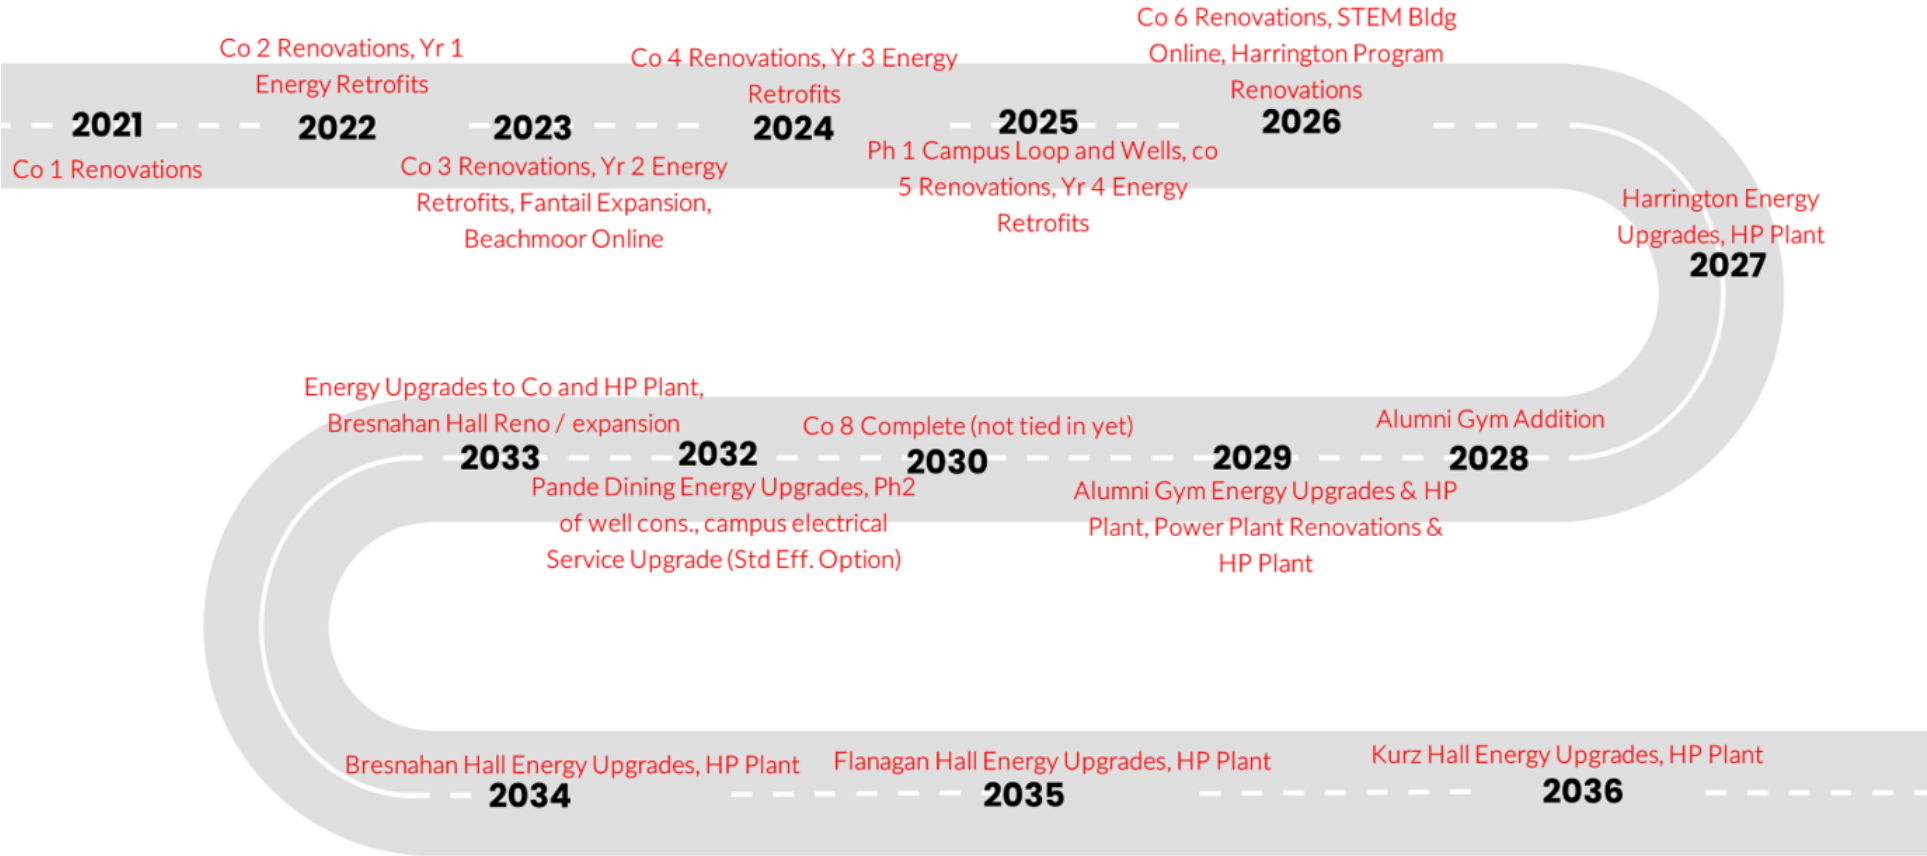 2021
Co 1 Renovations
Co 2 Renovations, Yr 1
Energy Retrofits
2022
2023
Co 3 Renovations, Yr 2 Energy
Retrofits, Fantail Expansion,
Beachmoor Online
Co 4 Renovations, Yr 3 Energy
Retrofits
2024
2025
Ph 1 Campus Loop and Wells, co
5 Renovations, Yr 4 Energy
Retrofits
Co 6 Renovations, STEM Bldg
Online, Harrington Program
Renovations
2026
Harrington Energy
Upgrades, HP Plant
2027
Alumni Gym Addition
2028
2029
Alumni Gym Energy Upgrades & HP
Plant, Power Plant Renovations &
HP Plant
Co 8 Complete (not tied in yet)
2030
2032
Pande Dining Energy Upgrades, Ph2
of well cons., campus electrical
Service Upgrade (Std Eff. Option)
Energy Upgrades to Co and HP Plant,
Bresnahan Hall Reno / expansion
2033
Bresnahan Hall Energy Upgrades, HP Plant
2034
Flanagan Hall Energy Upgrades, HP Plant
2035
Kurz Hall Energy Upgrades, HP Plant
2036